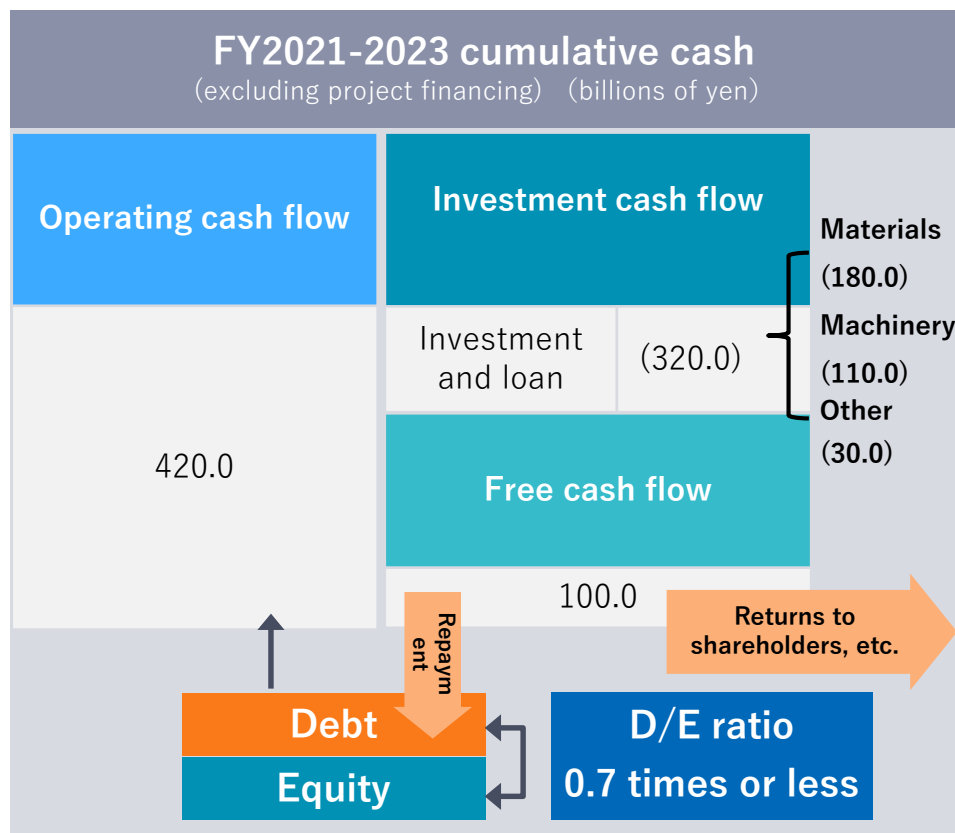 FY2021-2023 cumulative cash
(excluding project financing) (billions of yen)
Operating cash flow
420.0
Investment cash flow
Investment
and loan
(320.0)
Materials
(180.0)
Machinery
(110.0)
Other
(30.0)
Free cash flow
100.0
Repaym
ent
Returns to
shareholders, etc.
Debt
Equity
D/E ratio
0.7 times or less